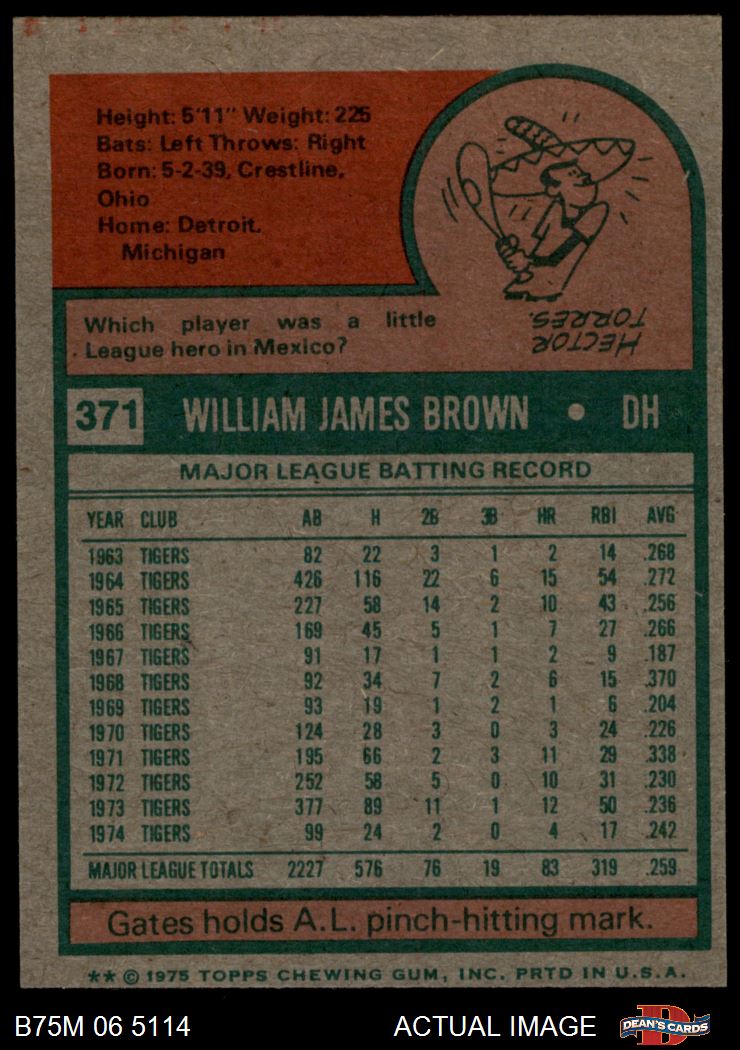 Height: 5'11" Weight: 225
Bats: Left Throws: Right
Born: 5-2-39, Crestline,
Ohio
Home: Detroit,
Michigan
Which player was a little
League hero in Mexico?
HECTOR
TORRES.
371 WILLIAM JAMES BROWN • DH
MAJOR LEAGUE BATTING RECORD
YEAR CLUB AB H 2B 3B HR RBI AVG
1963 TIGERS 82 22 3 1 2 14 .268
1964 TIGERS 426 116 22 6 15 54 .272
1965 TIGERS 227 58 14 2 10 43 .256
1966 TIGERS 169 45 5 1 7 27 .266
1967 TIGERS 91 17 1 1 2 9 .187
1968 TIGERS 92 34 7 2 6 15 .370
1969 TIGERS 93 19 1 2 1 6 .204
1970 TIGERS 124 28 3 0 3 24 .226
1971 TIGERS 195 66 2 3 11 29 .338
1972 TIGERS 252 58 5 0 10 31 .230
1973 TIGERS 377 89 11 1 12 50 .236
1974 TIGERS 99 24 2 0 4 17 .242
MAJOR LEAGUE TOTALS 2227 576 76 19 83 319 .259
Gates holds A.L. pinch-hitting mark.
** © 1975 TOPPS CHEWING GUM, INC. PRTD IN U.S.A.
B75M 06 5114 ACTUAL IMAGE D DEAN'S CARDS